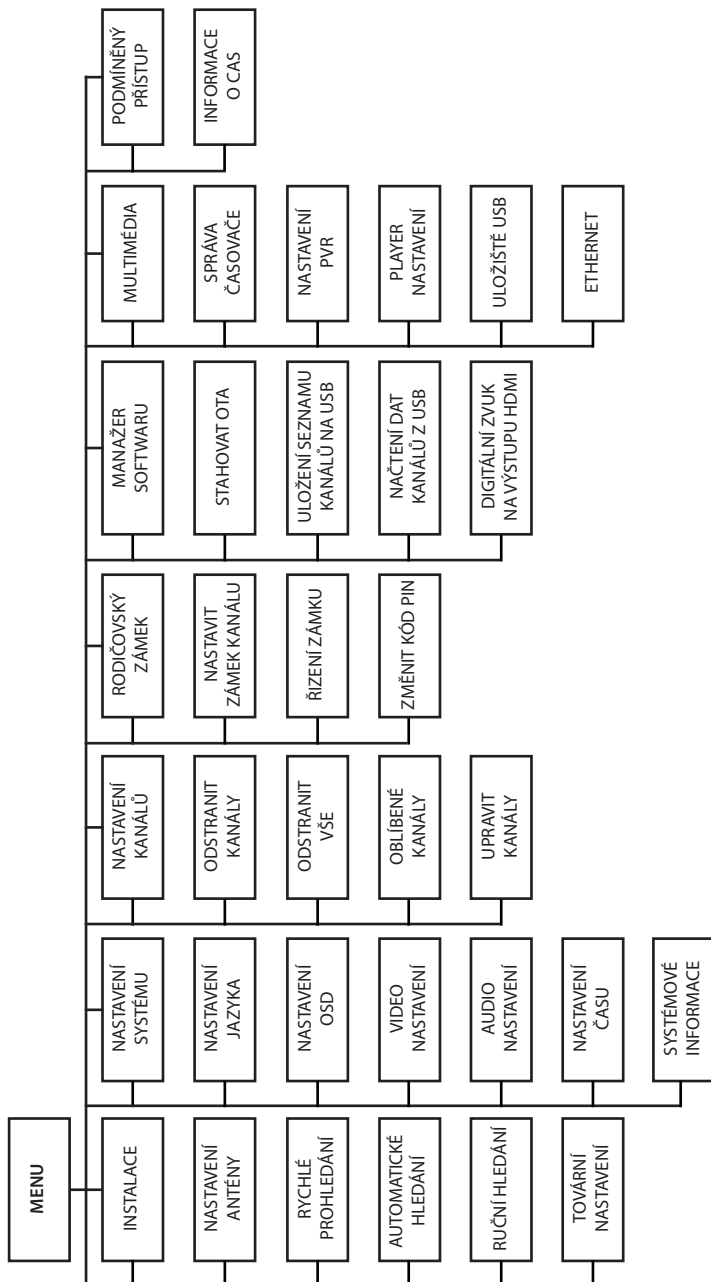 MENU
INSTALACE
NASTAVENÍ
ANTÉNY
RYCHLÉ
PROHLEDÁNÍ
AUTOMATICKÉ
HLEDÁNÍ
RUČNÍ HLEDÁNÍ
TOVÁRNÍ
NASTAVENÍ
NASTAVENÍ
SYSTÉMU
NASTAVENÍ
JAZYKA
NASTAVENÍ
OSD
VIDEO
NASTAVENÍ
AUDIO
NASTAVENÍ
NASTAVENÍ
ČASU
SYSTÉMOVÉ
INFORMACE
NASTAVENÍ
KANÁLŮ
ODSTRANIT
KANÁLY
ODSTRANIT
VŠE
OBLÍBENÉ
KANÁLY
UPRAVIT
KANÁLY
RODIČOVSKÝ
ZÁMEK
NASTAVIT
ZÁMEK KANÁLU
ŘIZENÍ ZÁMKU
ZMĚNIT KÓD PIN
MANAŽER
SOFTWARU
STAHOVAT OTA
ULOŽENÍ SEZNAMU
KANÁLŮ NA USB
NAČTENÍ DAT
KANÁLŮ Z USB
DIGITÁLNÍ ZVUK
NA VÝSTUPU HDMI
MULTIMÉDIA
SPRÁVA
ČASOVAČE
NASTAVENÍ
PVR
PLAYER
NASTAVENÍ
ULOŽIŠTĚ USB
ETHERNET
PODMÍNĚNÝ
PŘÍSTUP
INFORMACE
O CAS